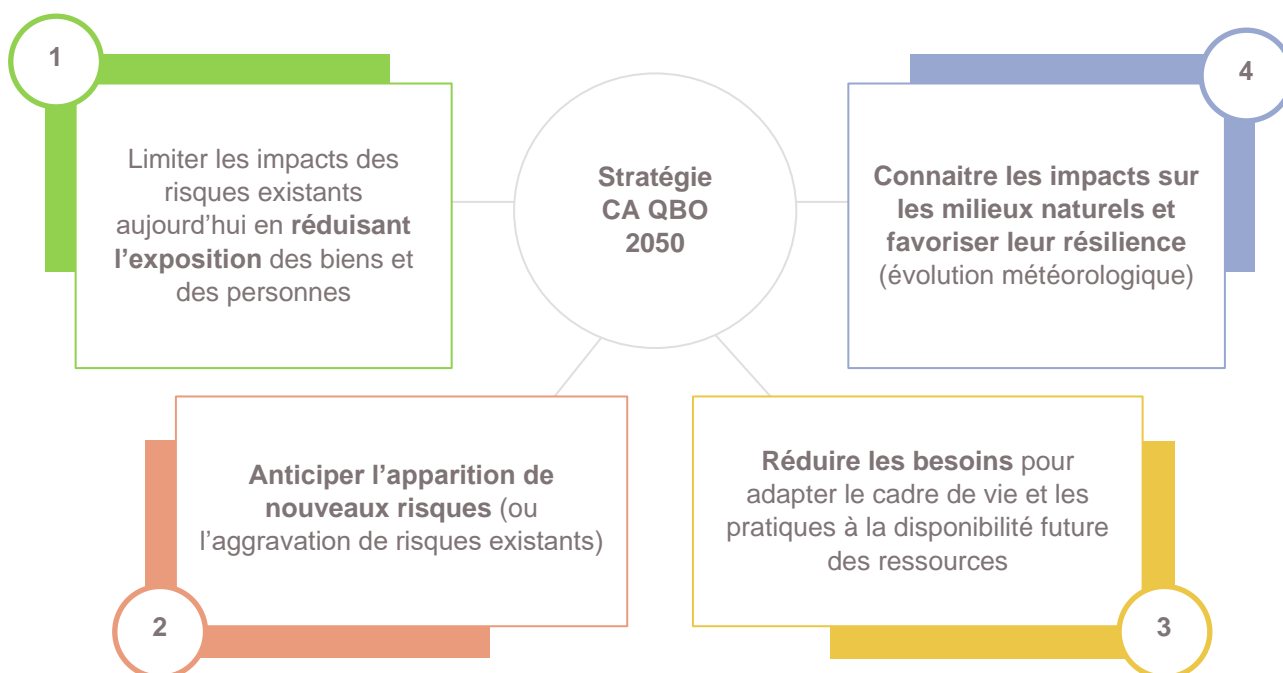 1
Limiter les impacts des
risques existants
aujourd’hui en réduisant
l’exposition des biens et
des personnes
Stratégie
CA QBO
2050
4
Connaitre les impacts sur
les milieux naturels et
favoriser leur résilience
(évolution météorologique)
Anticiper l’apparition de
nouveaux risques (ou
l’aggravation de risques existants)
2
Réduire les besoins pour
adapter le cadre de vie et les
pratiques à la disponibilité future
des ressources
3